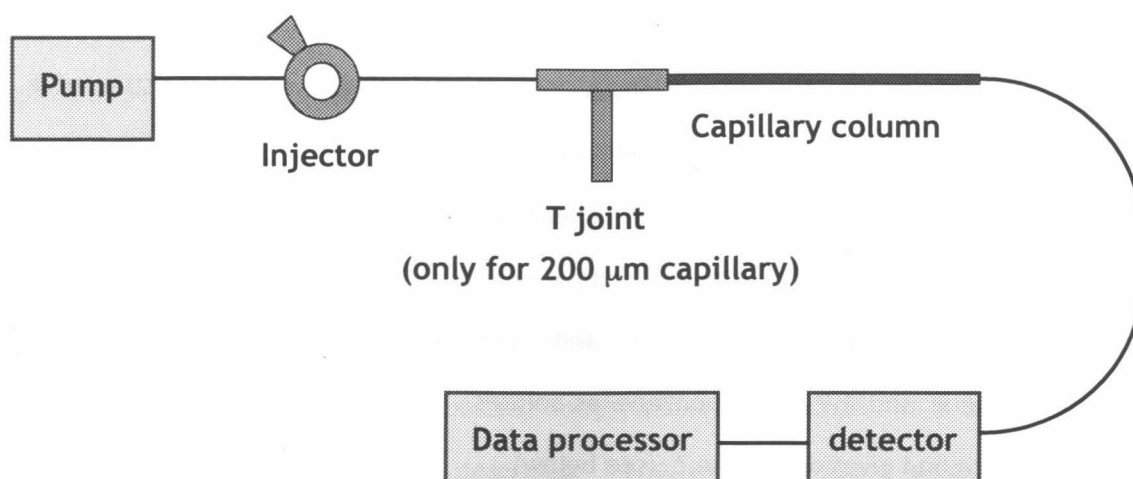 Pump
Injector
Capillary column
T joint
(only for 200 μm capillary)
Data processor
detector